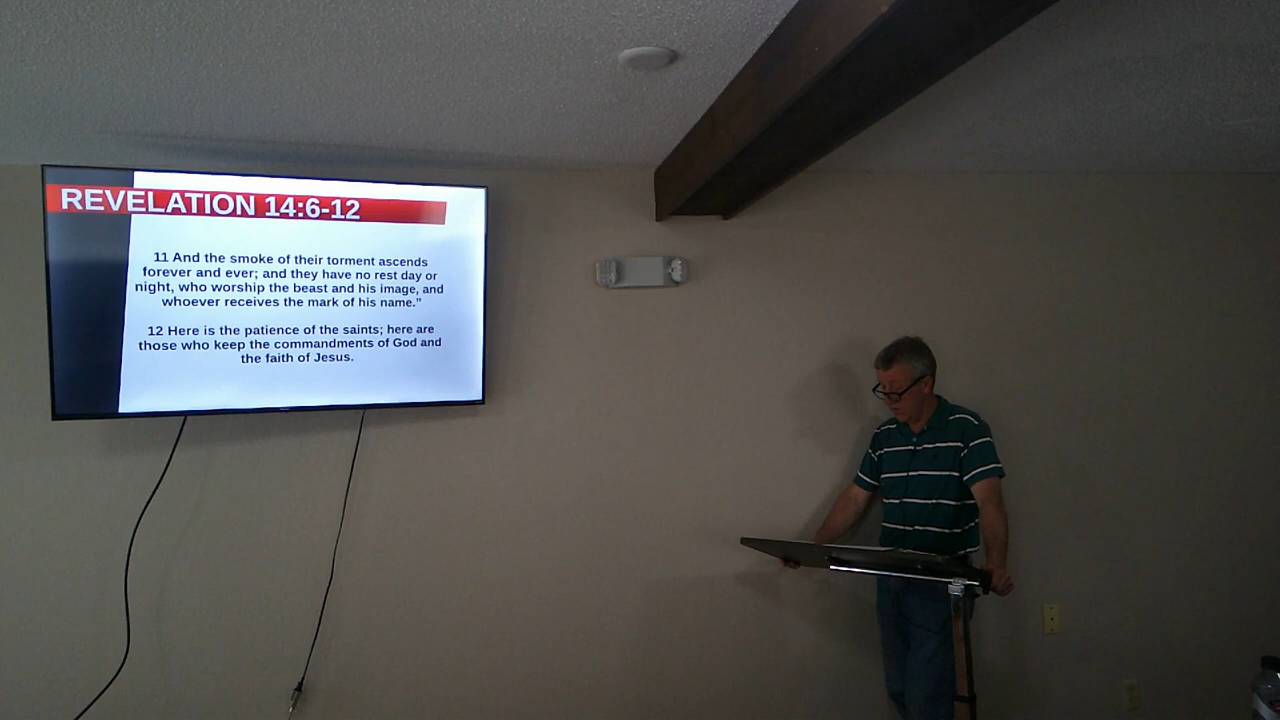 REVELATION 14:6-12
11 And the smoke of their torment ascends
forever and ever; and they have no rest day or
night, who worship the beast and his image, and
whoever receives the mark of his name.”
12 Here is the patience of the saints; here are
those who keep the commandments of God and
the faith of Jesus.